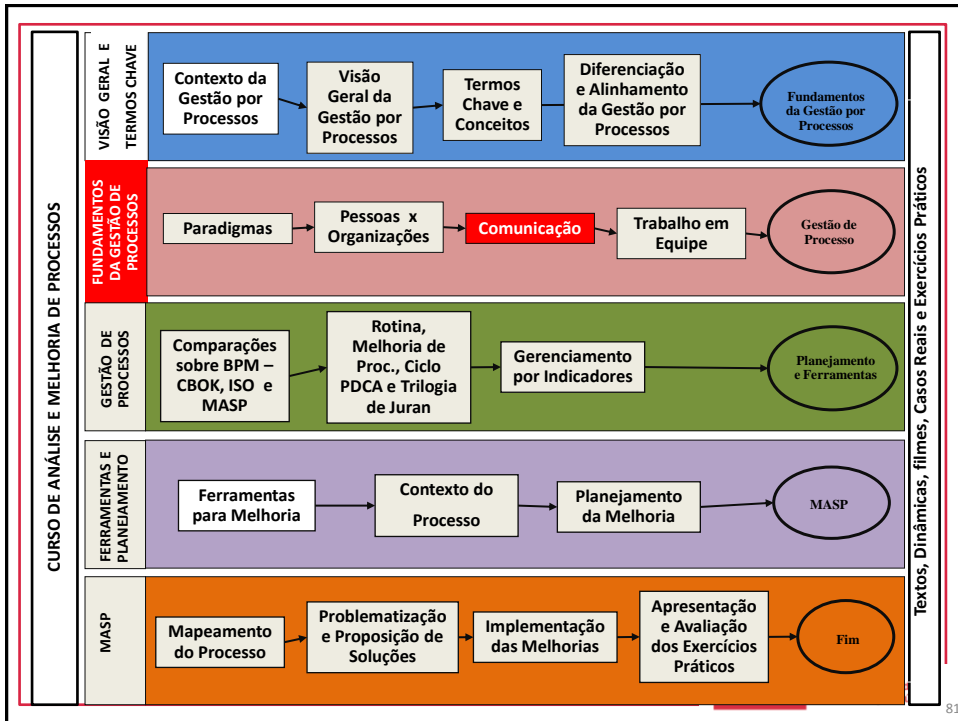 CURSO DE ANÁLISE E MELHORIA DE PROCESSOS
VISÃO GERAL E
TERMOS CHAVE
Contexto da
Gestão por
Processos
Visão
Geral da
Gestão por
Processos
Termos
Chave e
Conceitos
Diferenciação
e Alinhamento
da Gestão por
Processos
Fundamentos
da Gestão por
Processos
FUNDAMENTOS
DA GESTÃO DE
PROCESSOS
Paradigmas
Pessoas x
Organizações
Comunicação
Trabalho em
Equipe
Gestão de
Processo
GESTÃO DE
PROCESSOS
Comparações
sobre BPM –
CBOK, ISO e
MASP
Rotina,
Melhoria de
Proc., Ciclo
PDCA e Trilogia
de Juran
Gerenciamento
por Indicadores
Planejamento
e Ferramentas
FERRAMENTAS E
PLANEJAMENTO
Ferramentas
para Melhoria
Contexto do
Processo
Planejamento
da Melhoria
MASP
MASP
Mapeamento
do Processo
Problematização
e Proposição de
Soluções
Implementação
das Melhorias
Apresentação
e Avaliação
dos Exercícios
Práticos
Fim
Textos, Dinâmicas, filmes, Casos Reais e Exercícios Práticos
81